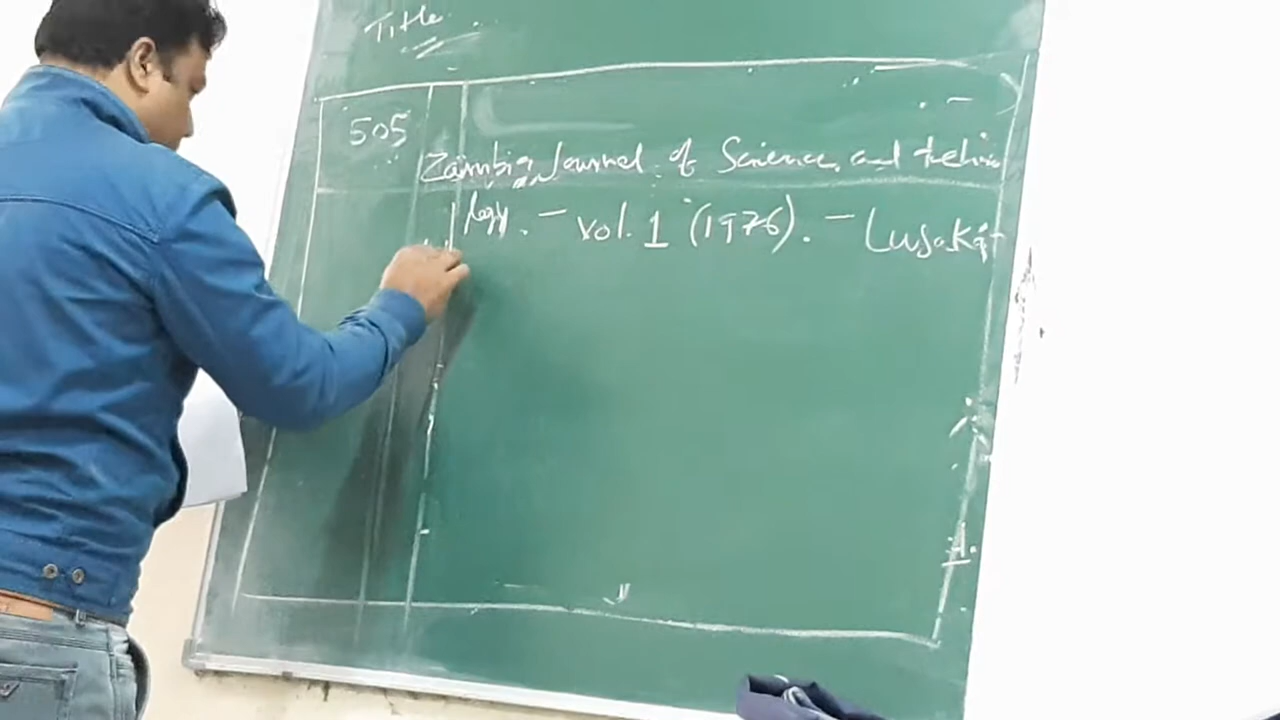 Title
505
Zambia Journal of Science and techno
logy. – vol. 1 (1976). – Lusaka